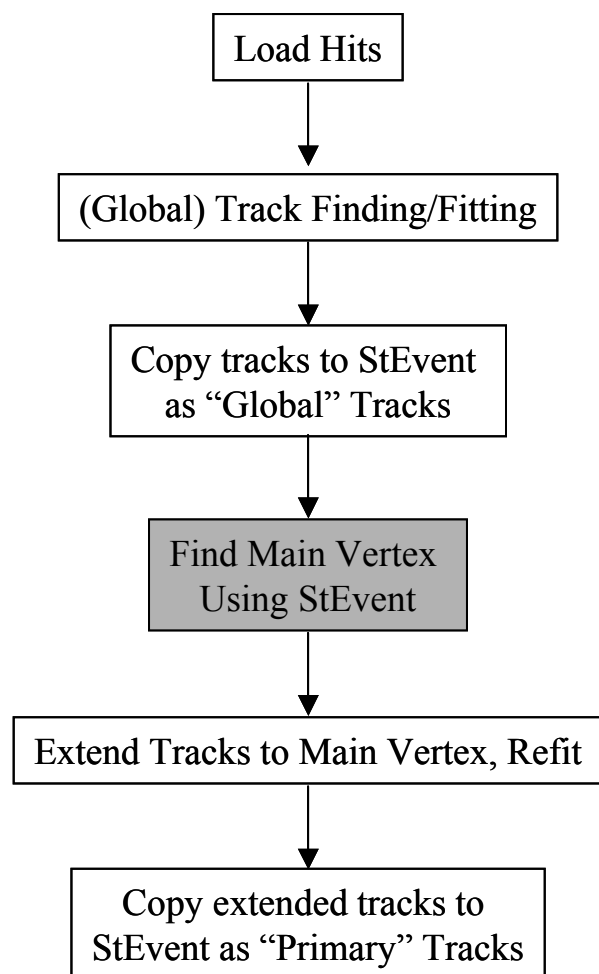 Load Hits
(Global) Track Finding/Fitting
Copy tracks to StEvent
as “Global” Tracks
Find Main Vertex
Using StEvent
Extend Tracks to Main Vertex, Refit
Copy extended tracks to
StEvent as “Primary” Tracks